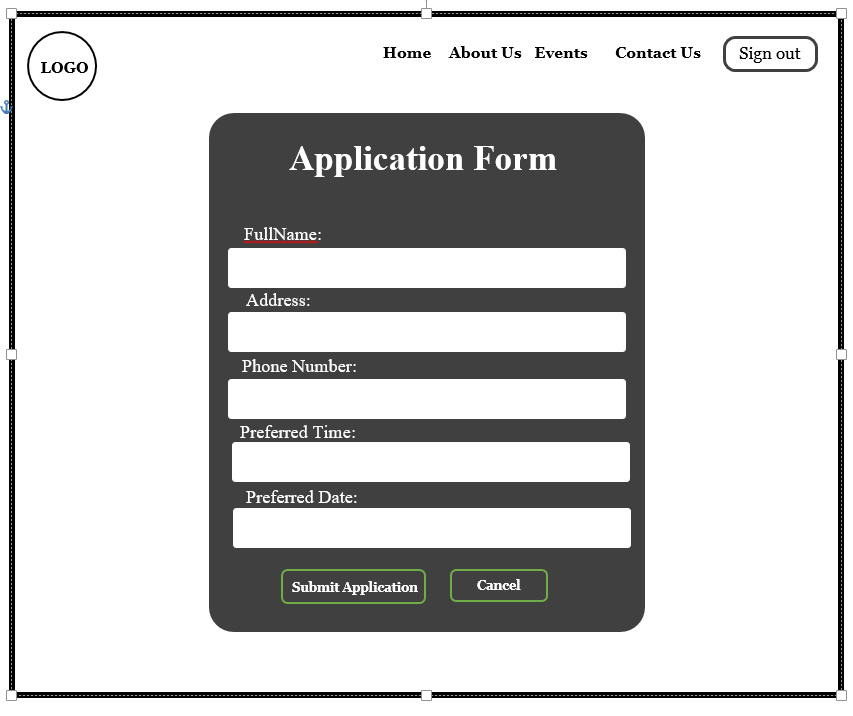 LOGO
Home About Us Events Contact Us Sign out
Application Form
FullName:
Address:
Phone Number:
Preferred Time:
Preferred Date:
Submit Application Cancel